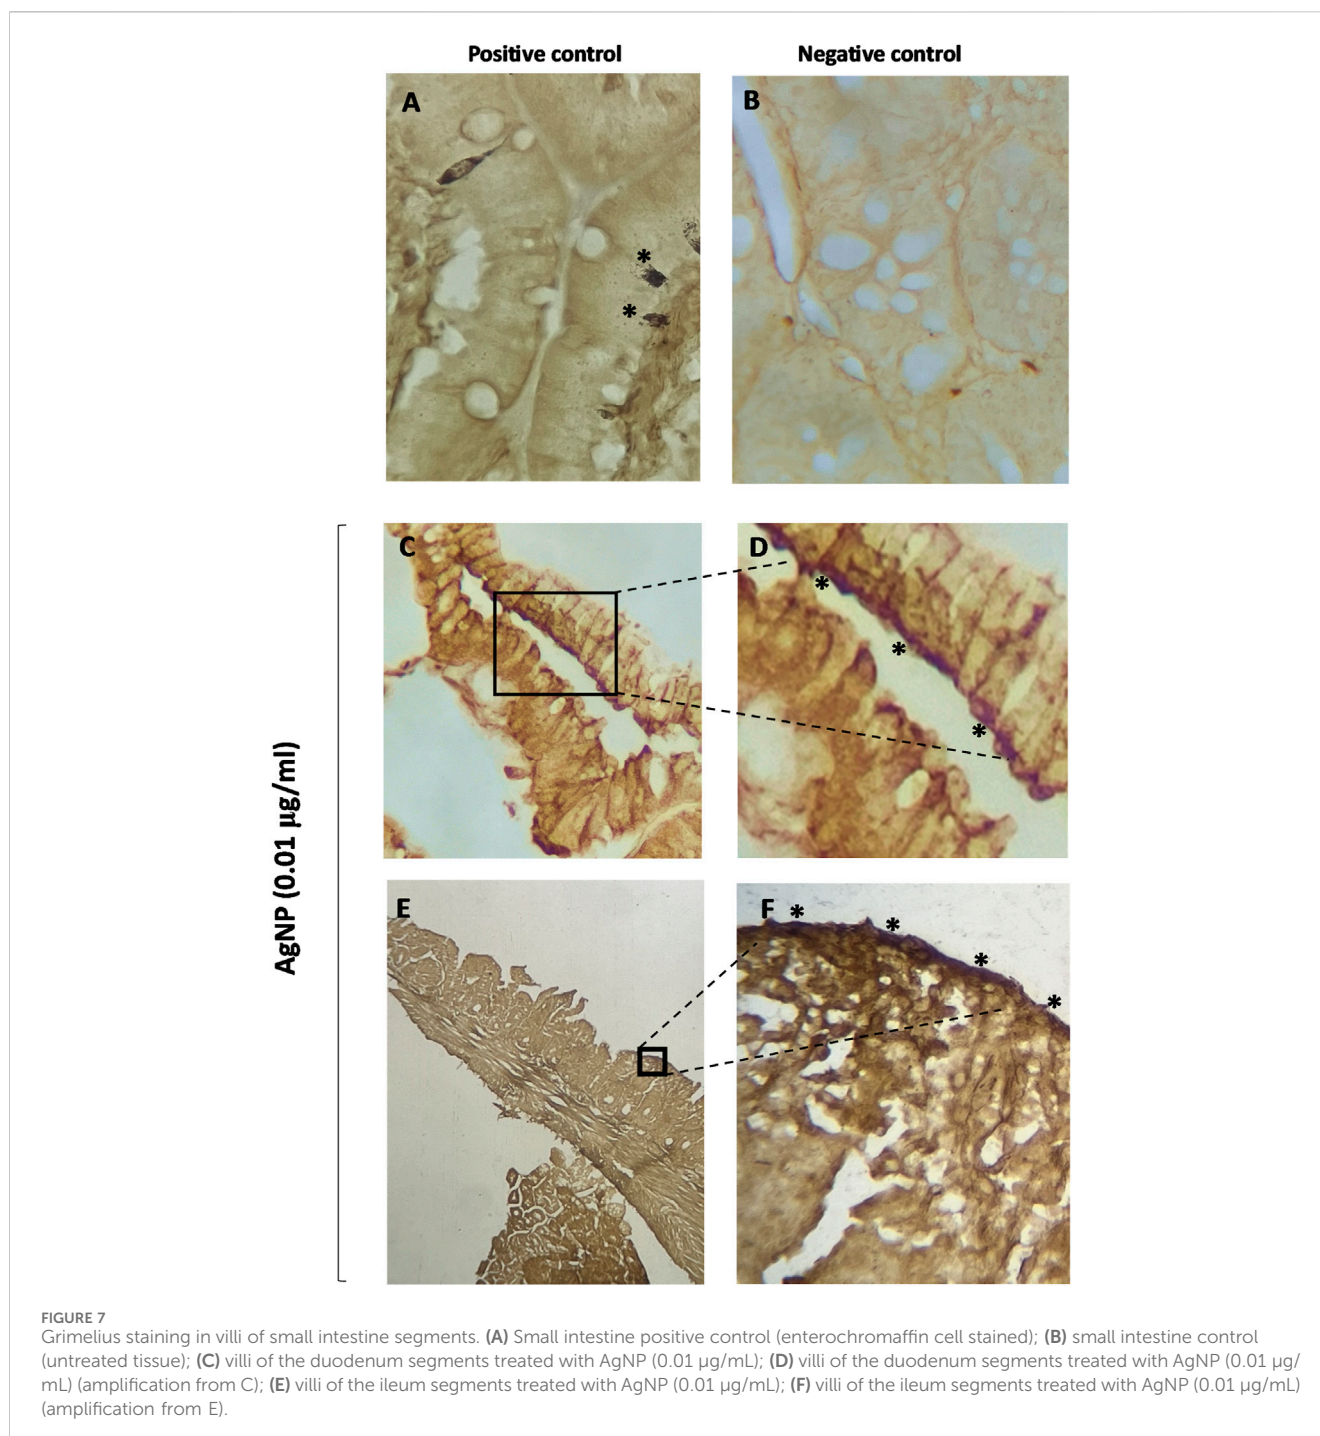 Positive control
Negative control
A
B
*
*
AgNP (0.01 µg/ml)
C
D
*
*
*
E
F
*
*
*
*
FIGURE 7
Grimelius staining in villi of small intestine segments. (A) Small intestine positive control (enterochromaffin cell stained); (B) small intestine control
(untreated tissue); (C) villi of the duodenum segments treated with AgNP (0.01 µg/mL); (D) villi of the duodenum segments treated with AgNP (0.01 µg/
mL) (amplification from C); (E) villi of the ileum segments treated with AgNP (0.01 µg/mL); (F) villi of the ileum segments treated with AgNP (0.01 µg/mL)
(amplification from E).